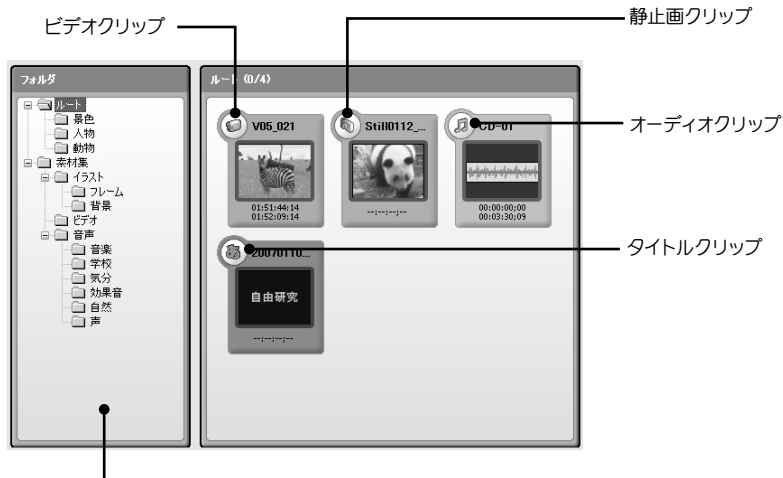 ビデオクリップ
静止画クリップ
フォルダ
ルート (0/4)
ルート
景色
人物
動物
素材集
イラスト
フレーム
背景
ビデオ
音声
音楽
学校
気分
効果音
自然
声
V05_021
01:51:44:14
01:52:09:14
Still0112_...
--:--:--;--
CD-01
00:00:00;00
00:03:30;09
オーディオクリップ
タイトルクリップ
20070110...
自由研究
--:--:--;--